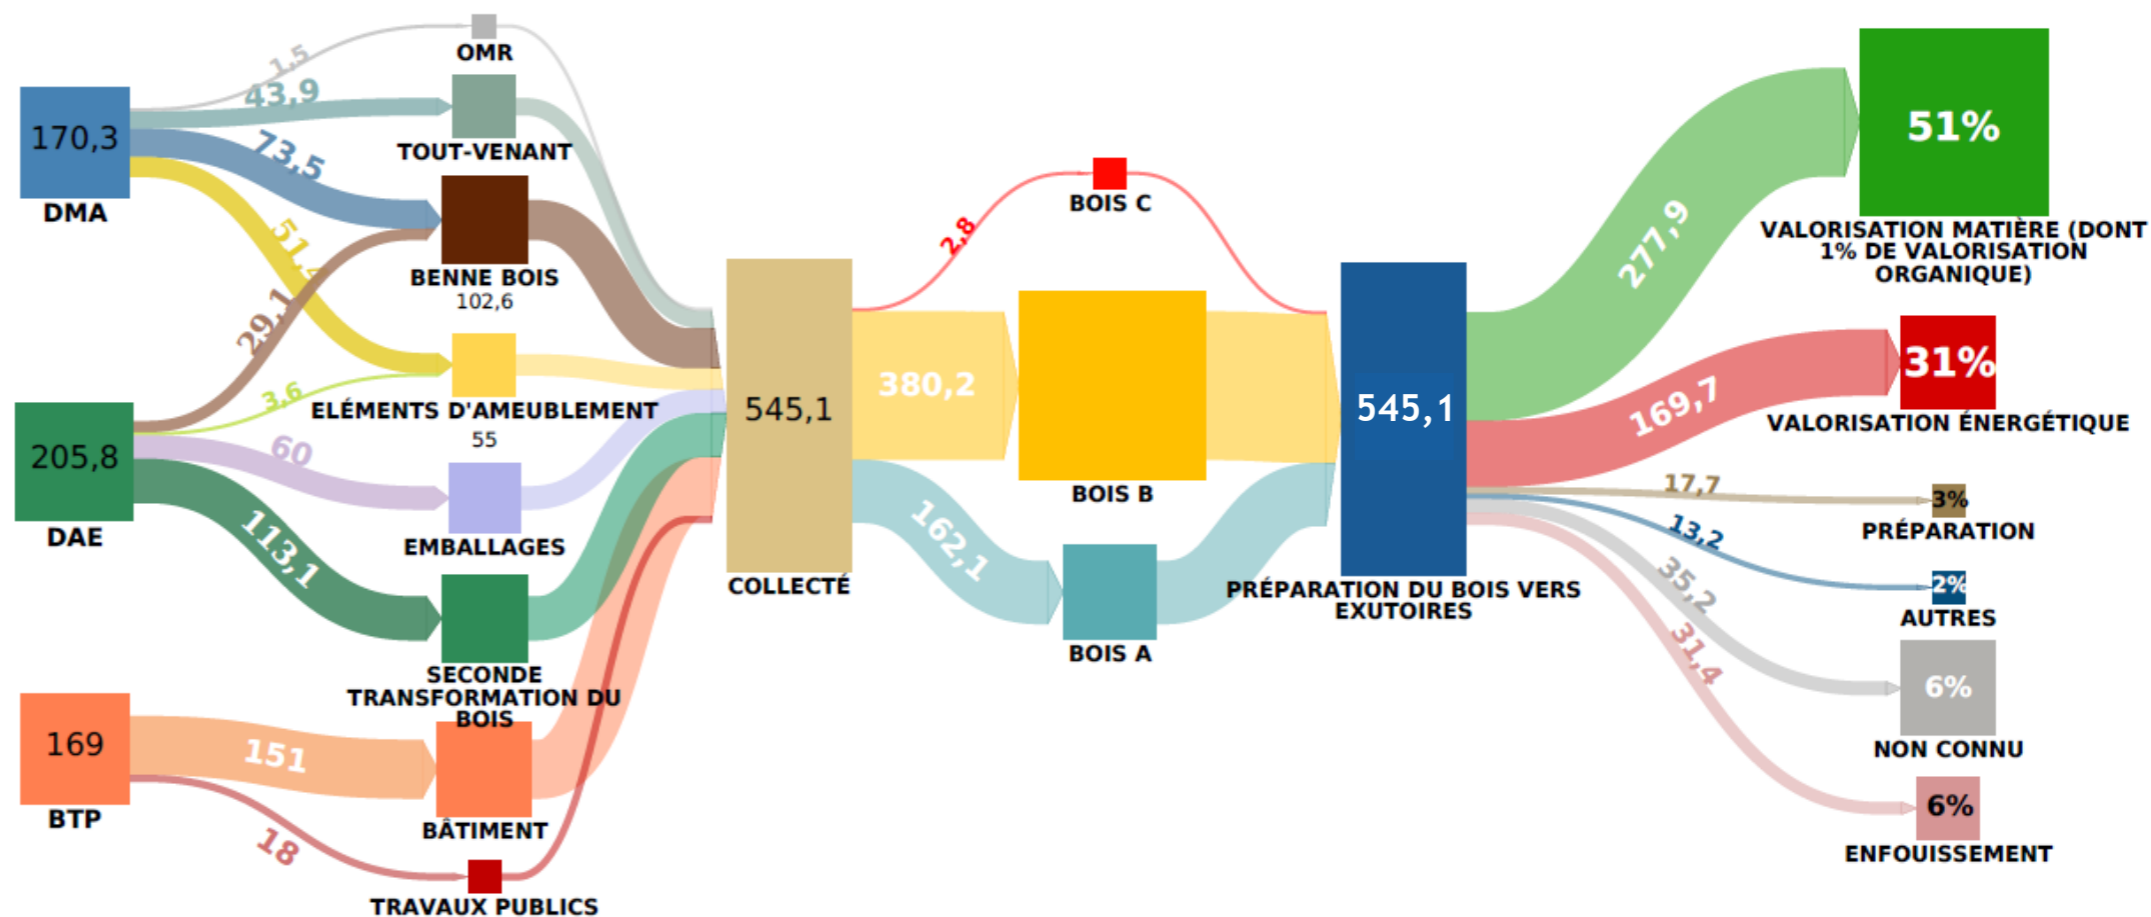 1,5
OMR
43,9
170,3
73,5
TOUT-VENANT
DMA
51,4
BENNE BOIS
102,6
29,1
3,6
ELÉMENTS D'AMEUBLEMENT
55
205,8
60
DAE
EMBALLAGES
113,1
SECONDE
TRANSFORMATION DU
BOIS
169
151
BTP
BÂTIMENT
18
TRAVAUX PUBLICS
545,1
COLLECTÉ
2,8
BOIS C
380,2
BOIS B
162,1
BOIS A
545,1
PRÉPARATION DU BOIS VERS
EXUTOIRES
277,9
51%
VALORISATION MATIÈRE (DONT
1% DE VALORISATION
ORGANIQUE)
169,7
31%
VALORISATION ÉNERGÉTIQUE
17,7
3%
PRÉPARATION
13,2
2%
AUTRES
35,2
6%
NON CONNU
31,4
6%
ENFOUISSEMENT